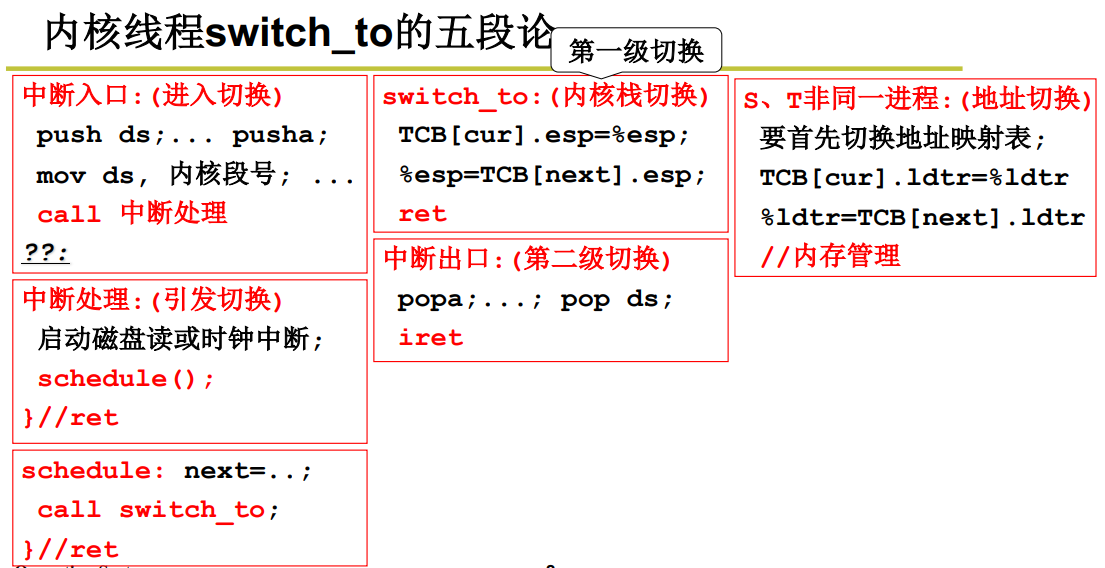 内核线程switch_to的五段论
第一级切换
中断入口:(进入切换)
push ds;... pusha;
mov ds, 内核段号; ...
call 中断处理
??:
中断处理:(引发切换)
启动磁盘读或时钟中断;
schedule();
}//ret
schedule: next=..;
call switch_to;
}//ret
switch_to:(内核栈切换)
TCB[cur].esp=%esp;
%esp=TCB[next].esp;
ret
中断出口:(第二级切换)
popa;...; pop ds;
iret
S、T非同一进程:(地址切换)
要首先切换地址映射表;
TCB[cur].ldtr=%ldtr
%ldtr=TCB[next].ldtr
//内存管理